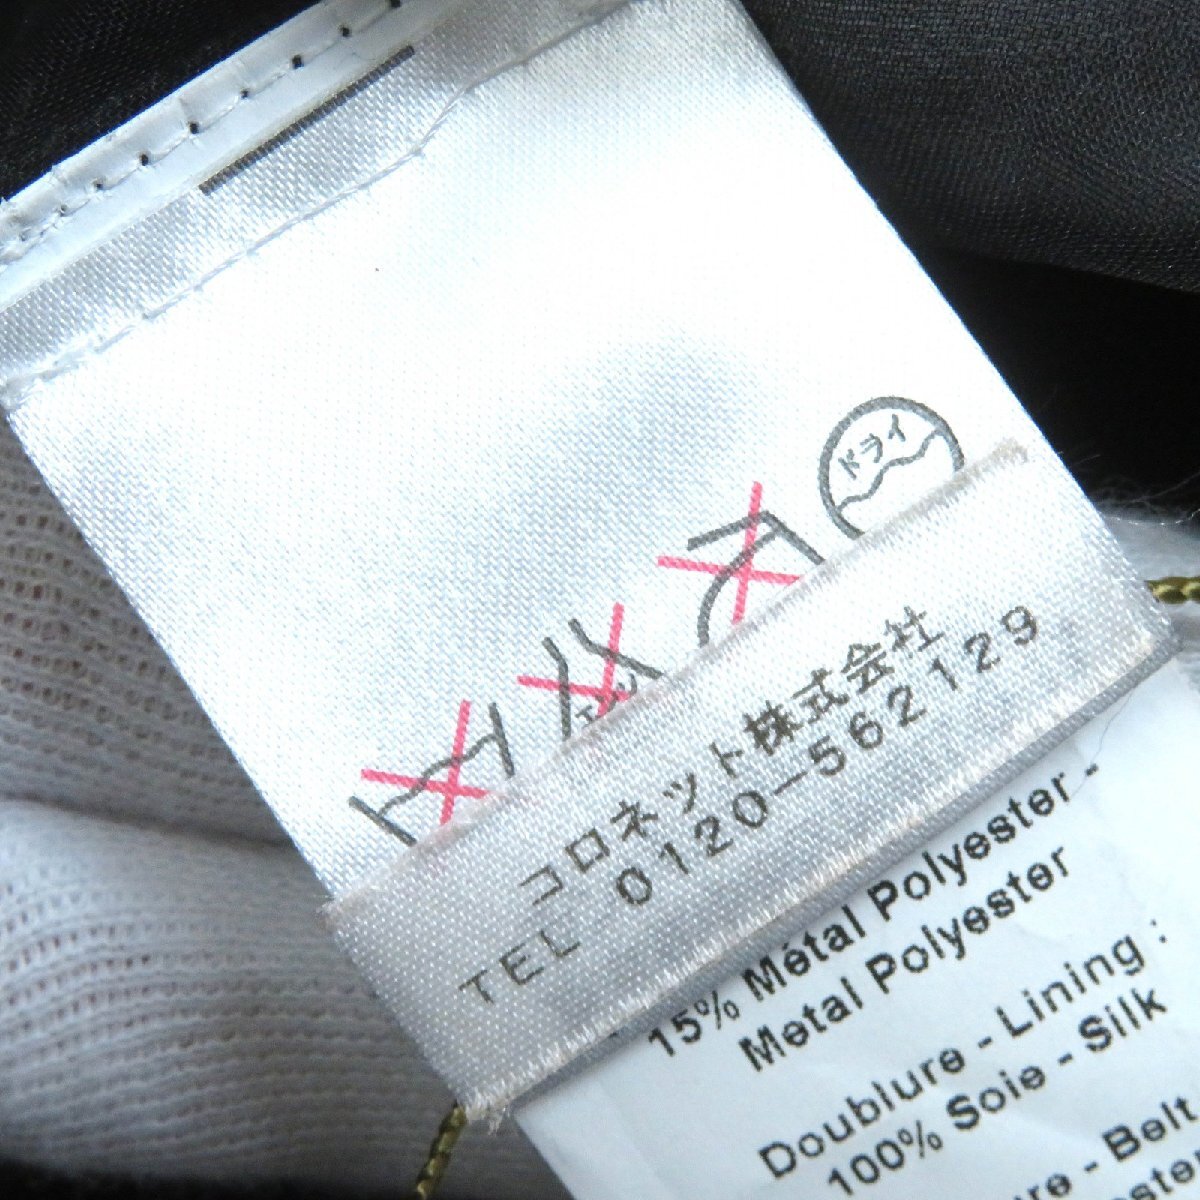 ドライ
コロネット株式会社
TEL 0120-562129
15% Métal Polyester -
Metal Polyester
Doublure - Lining :
100% Soie - Silk
- Belt